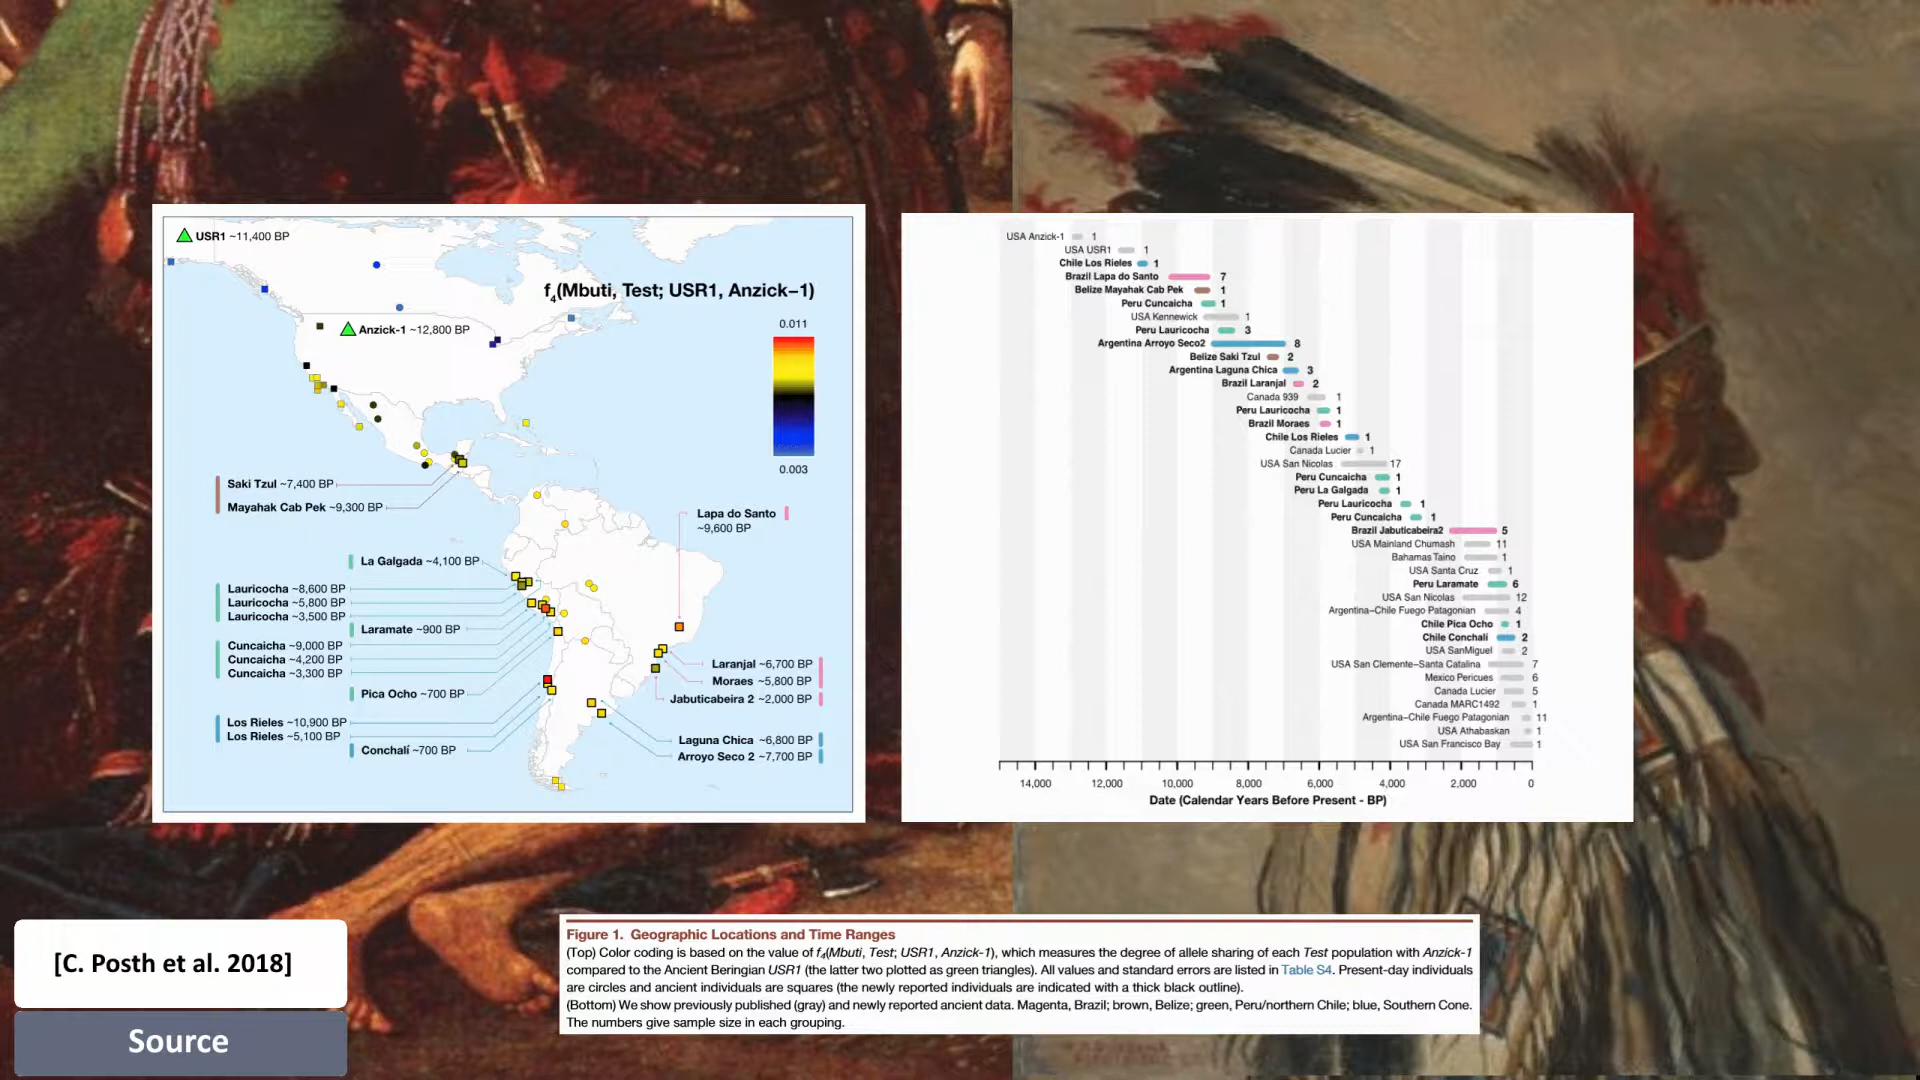 USR1 ~11,400 BP
f4(Mbuti, Test; USR1, Anzick−1)
0.011
Anzick-1 ~12,800 BP
0.003
Saki Tzul ~7,400 BP
Mayahak Cab Pek ~9,300 BP
Lapa do Santo
~9,600 BP
La Galgada ~4,100 BP
Lauricocha ~8,600 BP
Lauricocha ~5,800 BP
Lauricocha ~3,500 BP
Laramate ~900 BP
Cuncaicha ~9,000 BP
Cuncaicha ~4,200 BP
Cuncaicha ~3,300 BP
Laranjal ~6,700 BP
Moraes ~5,800 BP
Jabuticabeira 2 ~2,000 BP
Pica Ocho ~700 BP
Los Rieles ~10,900 BP
Los Rieles ~5,100 BP
Conchalí ~700 BP
Laguna Chica ~6,800 BP
Arroyo Seco 2 ~7,700 BP
USA Anzick-1 1
USA USR1 1
Chile Los Rieles 1
Brazil Lapa do Santo 7
Belize Mayahak Cab Pek 1
Peru Cuncaicha 1
USA Kennewick 1
Peru Lauricocha 3
Argentina Arroyo Seco2 8
Belize Saki Tzul 2
Argentina Laguna Chica 3
Brazil Laranjal 2
Canada 939 1
Peru Lauricocha 1
Brazil Moraes 1
Chile Los Rieles 1
Canada Lucier 1
USA San Nicolas 17
Peru Cuncaicha 1
Peru La Galgada 1
Peru Lauricocha 1
Peru Cuncaicha 1
Brazil Jabuticabeira2 5
USA Mainland Chumash 11
Bahamas Taino 1
USA Santa Cruz 1
Peru Laramate 6
USA San Nicolas 12
Argentina−Chile Fuego Patagonian 4
Chile Pica Ocho 1
Chile Conchalí 2
USA SanMiguel 2
USA San Clemente−Santa Catalina 7
Mexico Pericues 6
Canada Lucier 5
Canada MARC1492 1
Argentina−Chile Fuego Patagonian 11
USA Athabaskan 1
USA San Francisco Bay 1
14,000 12,000 10,000 8,000 6,000 4,000 2,000 0
Date (Calendar Years Before Present - BP)
Figure 1. Geographic Locations and Time Ranges
(Top) Color coding is based on the value of f4(Mbuti, Test; USR1, Anzick-1), which measures the degree of allele sharing of each Test population with Anzick-1
compared to the Ancient Beringian USR1 (the latter two plotted as green triangles). All values and standard errors are listed in Table S4. Present-day individuals
are circles and ancient individuals are squares (the newly reported individuals are indicated with a thick black outline).
(Bottom) We show previously published (gray) and newly reported ancient data. Magenta, Brazil; brown, Belize; green, Peru/northern Chile; blue, Southern Cone.
The numbers give sample size in each grouping.
[C. Posth et al. 2018]
Source